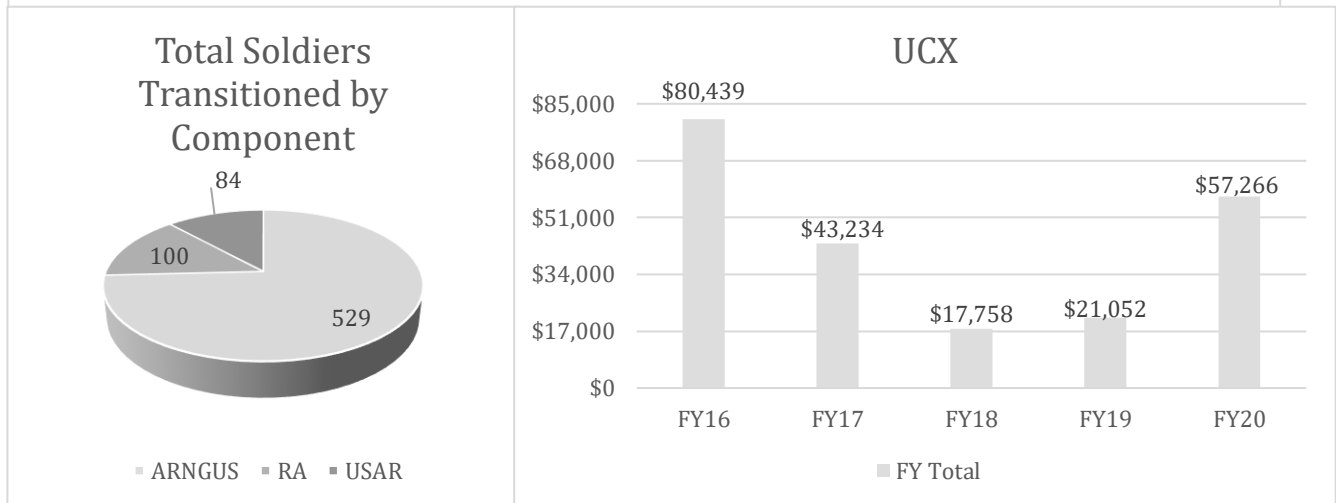 Total Soldiers
Transitioned by
Component
84
100
529
ARNGUS RA USAR
UCX
$85,000
$68,000
$51,000
$34,000
$17,000
$0
$80,439
$43,234
$17,758
$21,052
$57,266
FY16 FY17 FY18 FY19 FY20
FY Total